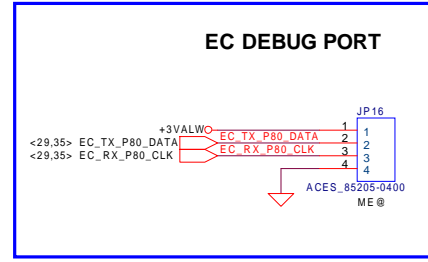 EC DEBUG PORT
JP16
+3VALW 1 1
<29,35> EC_TX_P80_DATA EC_TX_P80_DATA 2 2
<29,35> EC_RX_P80_CLK EC_RX_P80_CLK 3 3
4 4
ACES_85205-0400
ME@